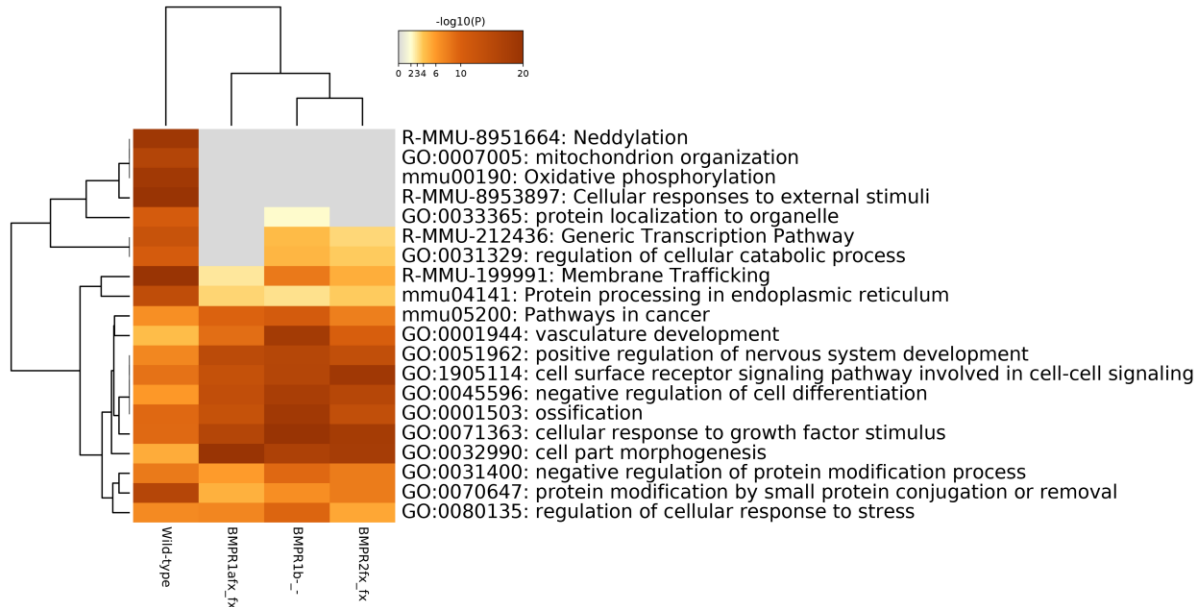 -log10(P)
0 2 3 4 6 10 20
R-MMU-8951664: Neddylation
GO:0007005: mitochondrion organization
mmu00190: Oxidative phosphorylation
R-MMU-8953897: Cellular responses to external stimuli
GO:0033365: protein localization to organelle
R-MMU-212436: Generic Transcription Pathway
GO:0031329: regulation of cellular catabolic process
R-MMU-199991: Membrane Trafficking
mmu04141: Protein processing in endoplasmic reticulum
mmu05200: Pathways in cancer
GO:0001944: vasculature development
GO:0051962: positive regulation of nervous system development
GO:1905114: cell surface receptor signaling pathway involved in cell-cell signaling
GO:0045596: negative regulation of cell differentiation
GO:0001503: ossification
GO:0071363: cellular response to growth factor stimulus
GO:0032990: cell part morphogenesis
GO:0031400: negative regulation of protein modification process
GO:0070647: protein modification by small protein conjugation or removal
GO:0080135: regulation of cellular response to stress
Wild-type
BMPR1afx_fx
BMPR1b-_-
BMPR2fx_fx